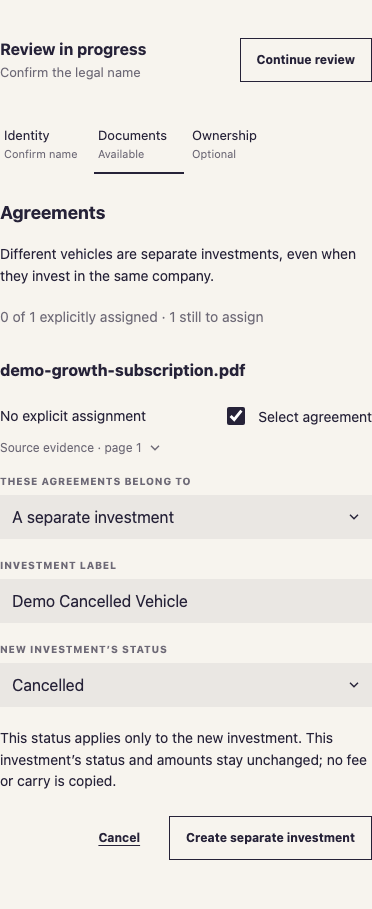 Review in progress
Confirm the legal name
Continue review
Identity
Confirm name
Documents
Available
Ownership
Optional
Agreements
Different vehicles are separate investments, even when
they invest in the same company.
0 of 1 explicitly assigned · 1 still to assign
demo-growth-subscription.pdf
No explicit assignment
Select agreement
Source evidence · page 1
THESE AGREEMENTS BELONG TO
A separate investment
INVESTMENT LABEL
Demo Cancelled Vehicle
NEW INVESTMENT’S STATUS
Cancelled
This status applies only to the new investment. This
investment’s status and amounts stay unchanged; no fee
or carry is copied.
Cancel
Create separate investment